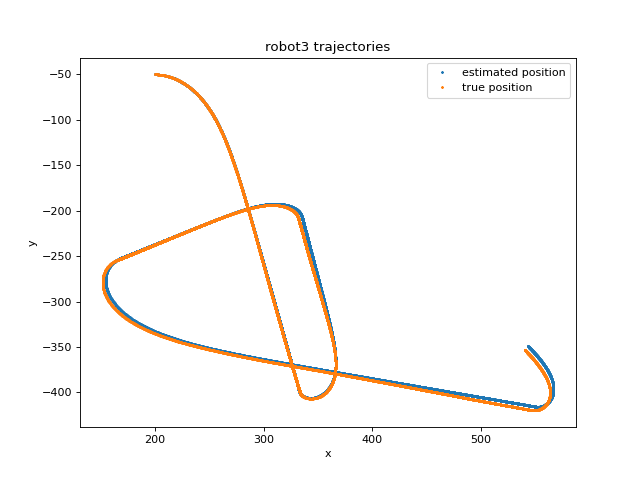 robot3 trajectories
estimated position
true position
−50
−100
−150
−200
−250
−300
−350
−400
y
200
300
400
500
x